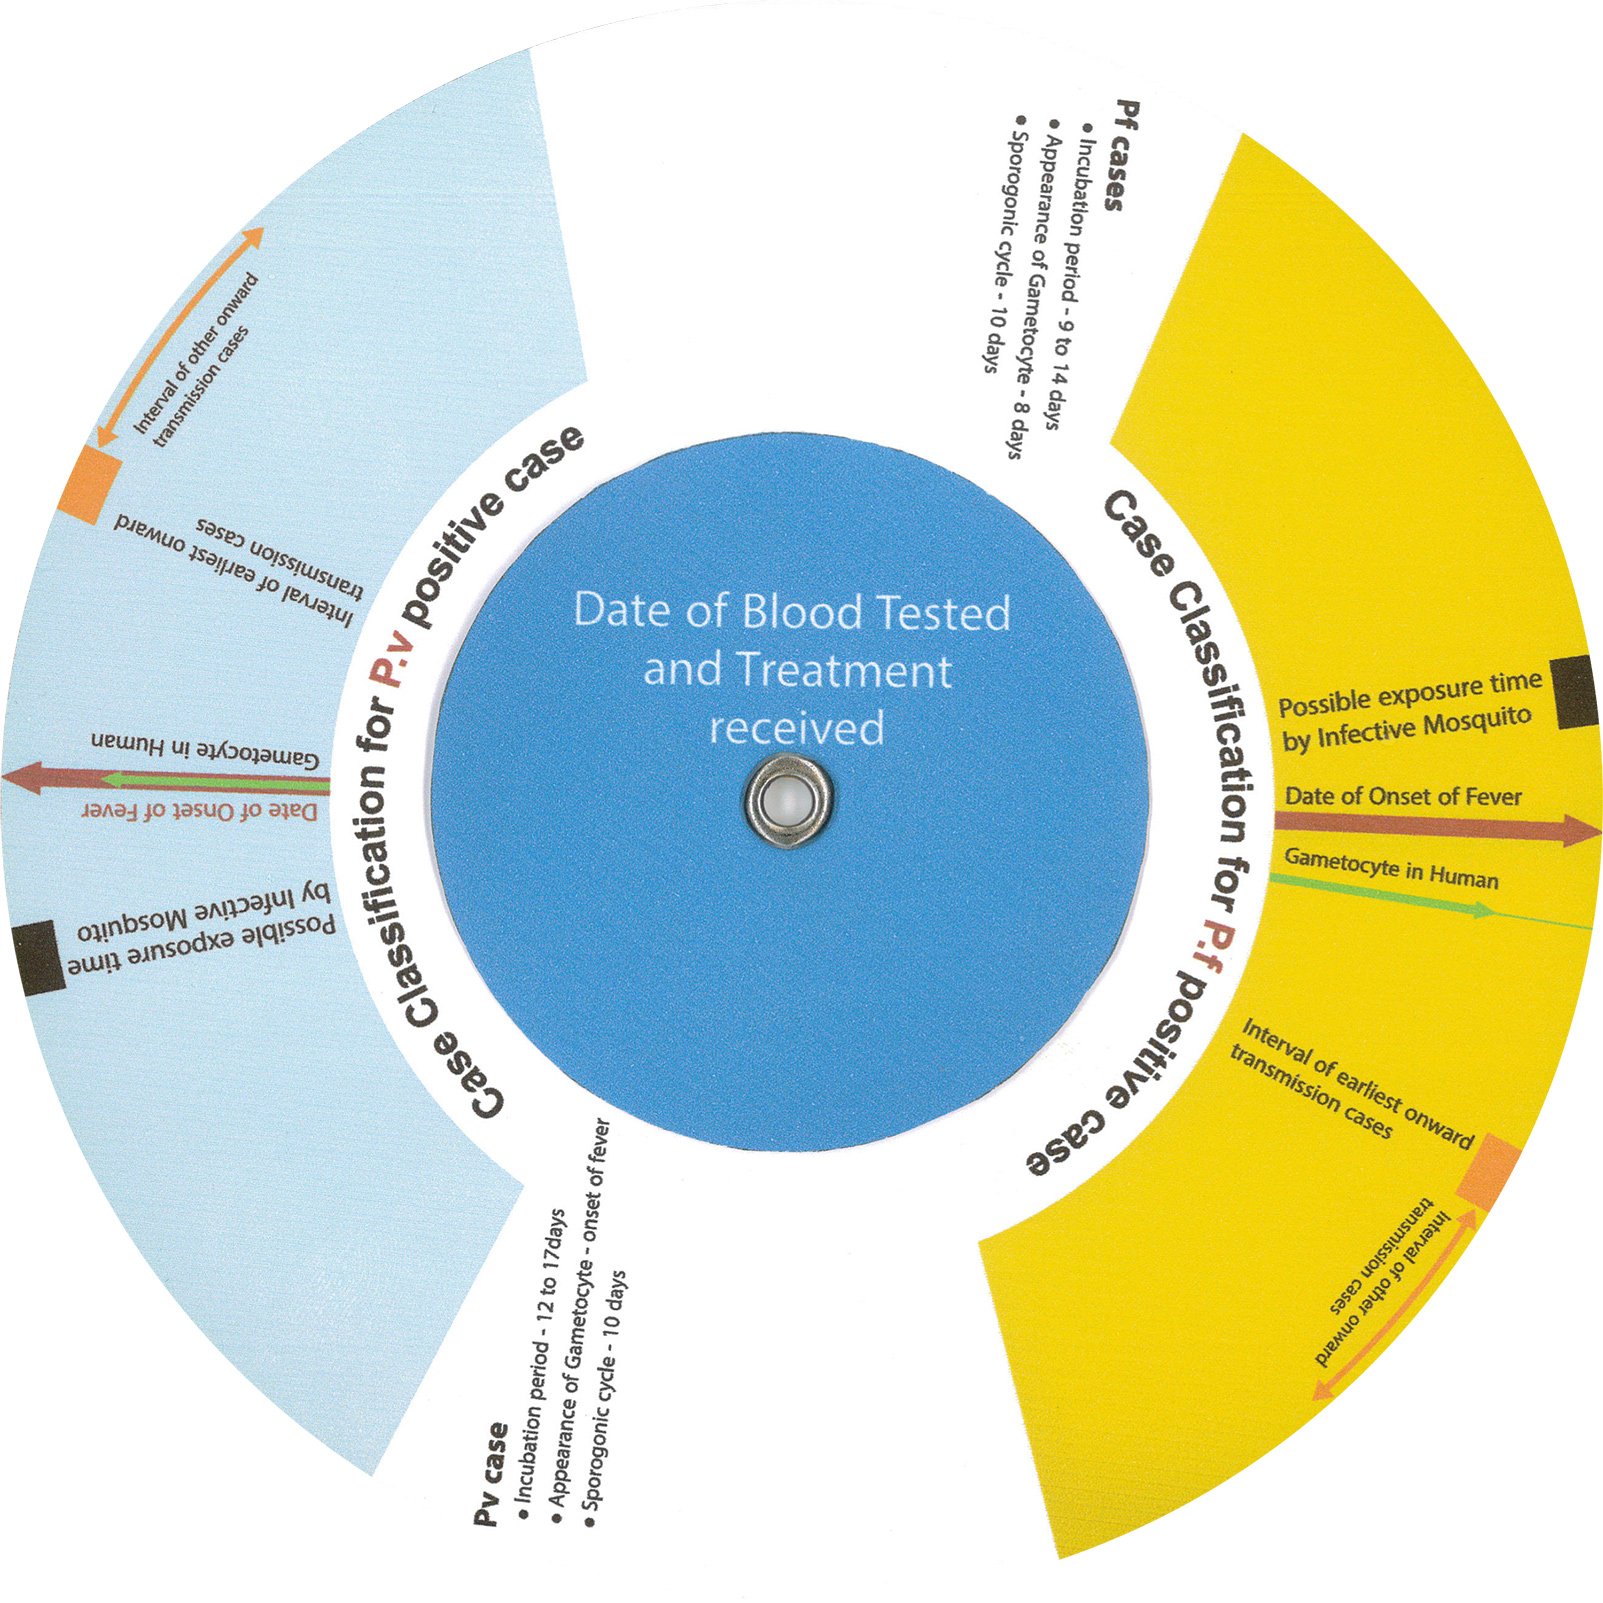 Date of Blood Tested
and Treatment
received
Case Classification for P.v positive case
Interval of other onward
transmission cases
Interval of earliest onward
transmission cases
Gametocyte in Human
Date of Onset of Fever
Possible exposure time
by Infective Mosquito
Pv case
• Incubation period - 12 to 17days
• Appearance of Gametocyte - onset of fever
• Sporogonic cycle - 10 days
Pf cases
• Incubation period - 9 to 14 days
• Appearance of Gametocyte - 8 days
• Sporogonic cycle - 10 days
Case Classification for P.f positive case
Possible exposure time
by Infective Mosquito
Date of Onset of Fever
Gametocyte in Human
Interval of earliest onward
transmission cases
Interval of other onward
transmission cases